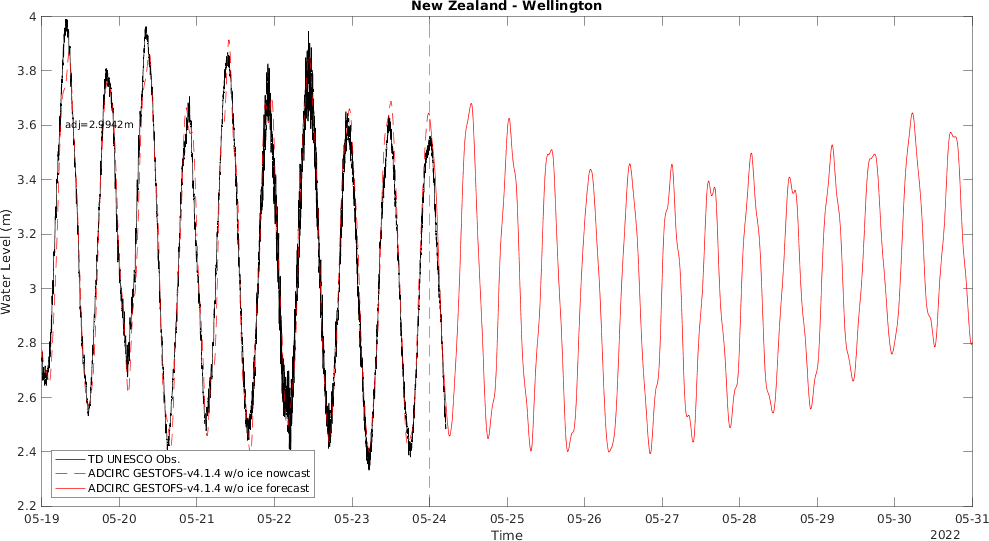 New Zealand - Wellington
4
3.8
3.6
3.4
3.2
3
2.8
2.6
2.4
2.2
Water Level (m)
adj=2.9942m
TD UNESCO Obs.
ADCIRC GESTOFS-v4.1.4 w/o ice nowcast
ADCIRC GESTOFS-v4.1.4 w/o ice forecast
05-19 05-20 05-21 05-22 05-23 05-24 05-25 05-26 05-27 05-28 05-29 05-30 05-31
Time
2022